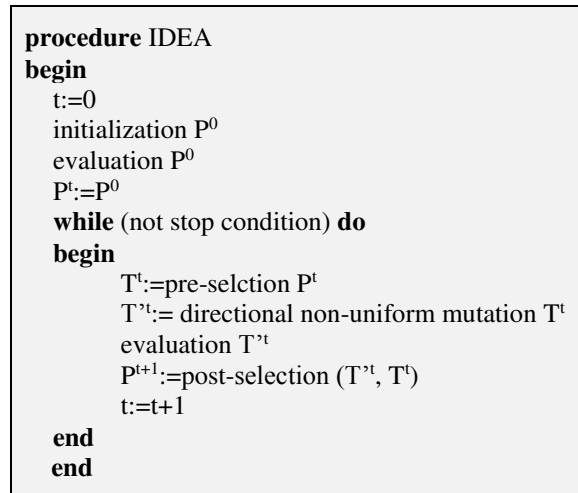 procedure IDEA
begin
t:=0
initialization P⁰
evaluation P⁰
Pᵗ:=P⁰
while (not stop condition) do
begin
Tᵗ:=pre-selction Pᵗ
T’ᵗ:= directional non-uniform mutation Tᵗ
evaluation T’ᵗ
Pᵗ⁺¹:=post-selection (T’ᵗ, Tᵗ)
t:=t+1
end
end